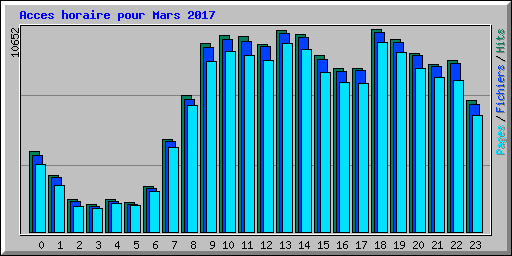 Acces horaire pour Mars 2017
10652
Pages / Fichiers / Hits
0 1 2 3 4 5 6 7 8 9 10 11 12 13 14 15 16 17 18 19 20 21 22 23